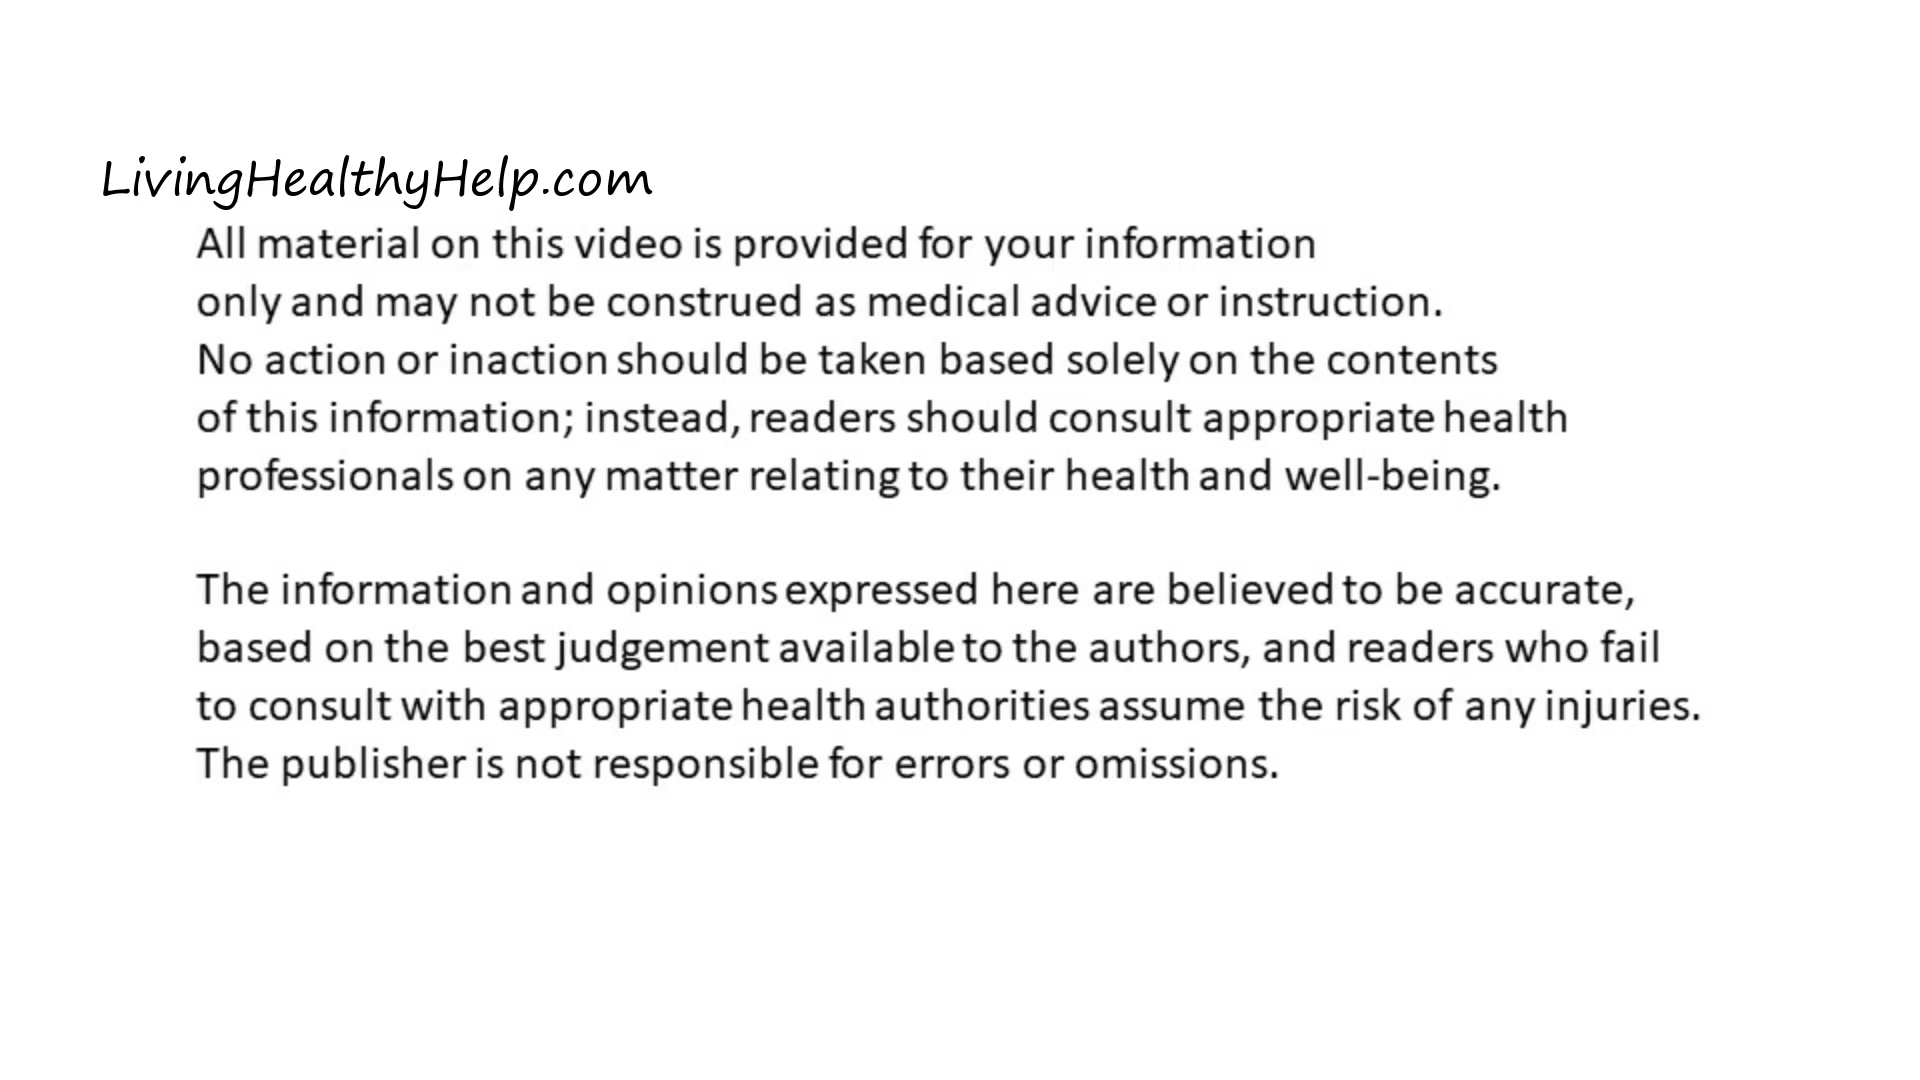 LivingHealthyHelp.com
All material on this video is provided for your information
only and may not be construed as medical advice or instruction.
No action or inaction should be taken based solely on the contents
of this information; instead, readers should consult appropriate health
professionals on any matter relating to their health and well-being.
The information and opinions expressed here are believed to be accurate,
based on the best judgement available to the authors, and readers who fail
to consult with appropriate health authorities assume the risk of any injuries.
The publisher is not responsible for errors or omissions.